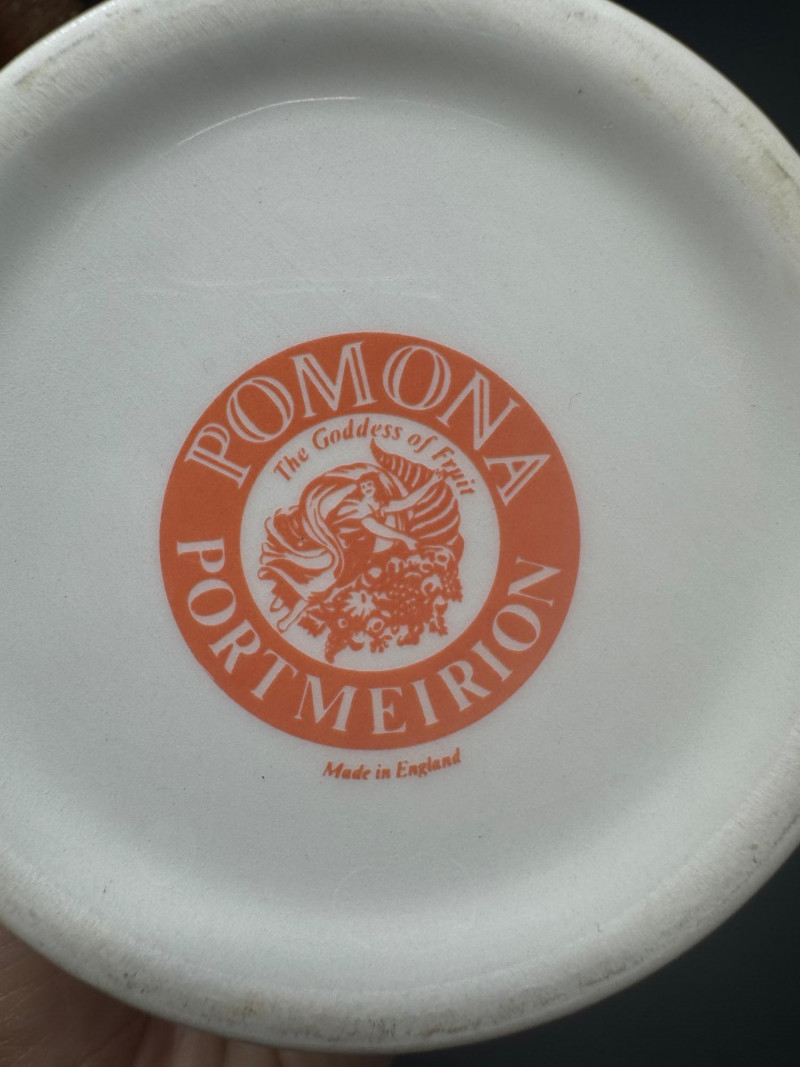 POMONA
The Goddess of Fruit
PORTMEIRION
Made in England